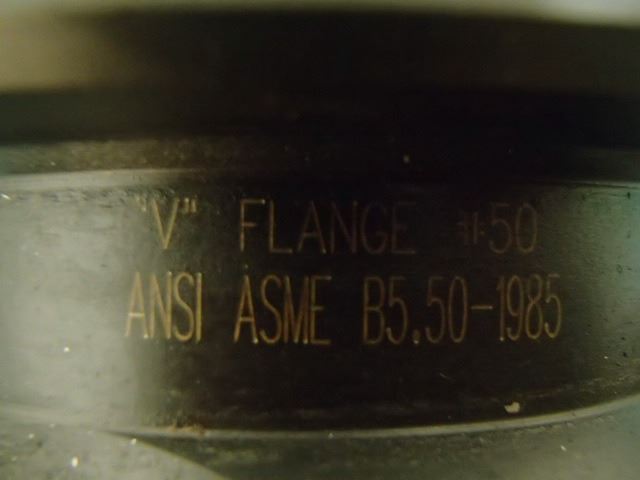 "V" FLANGE #50
ANSI ASME B5.50-1985